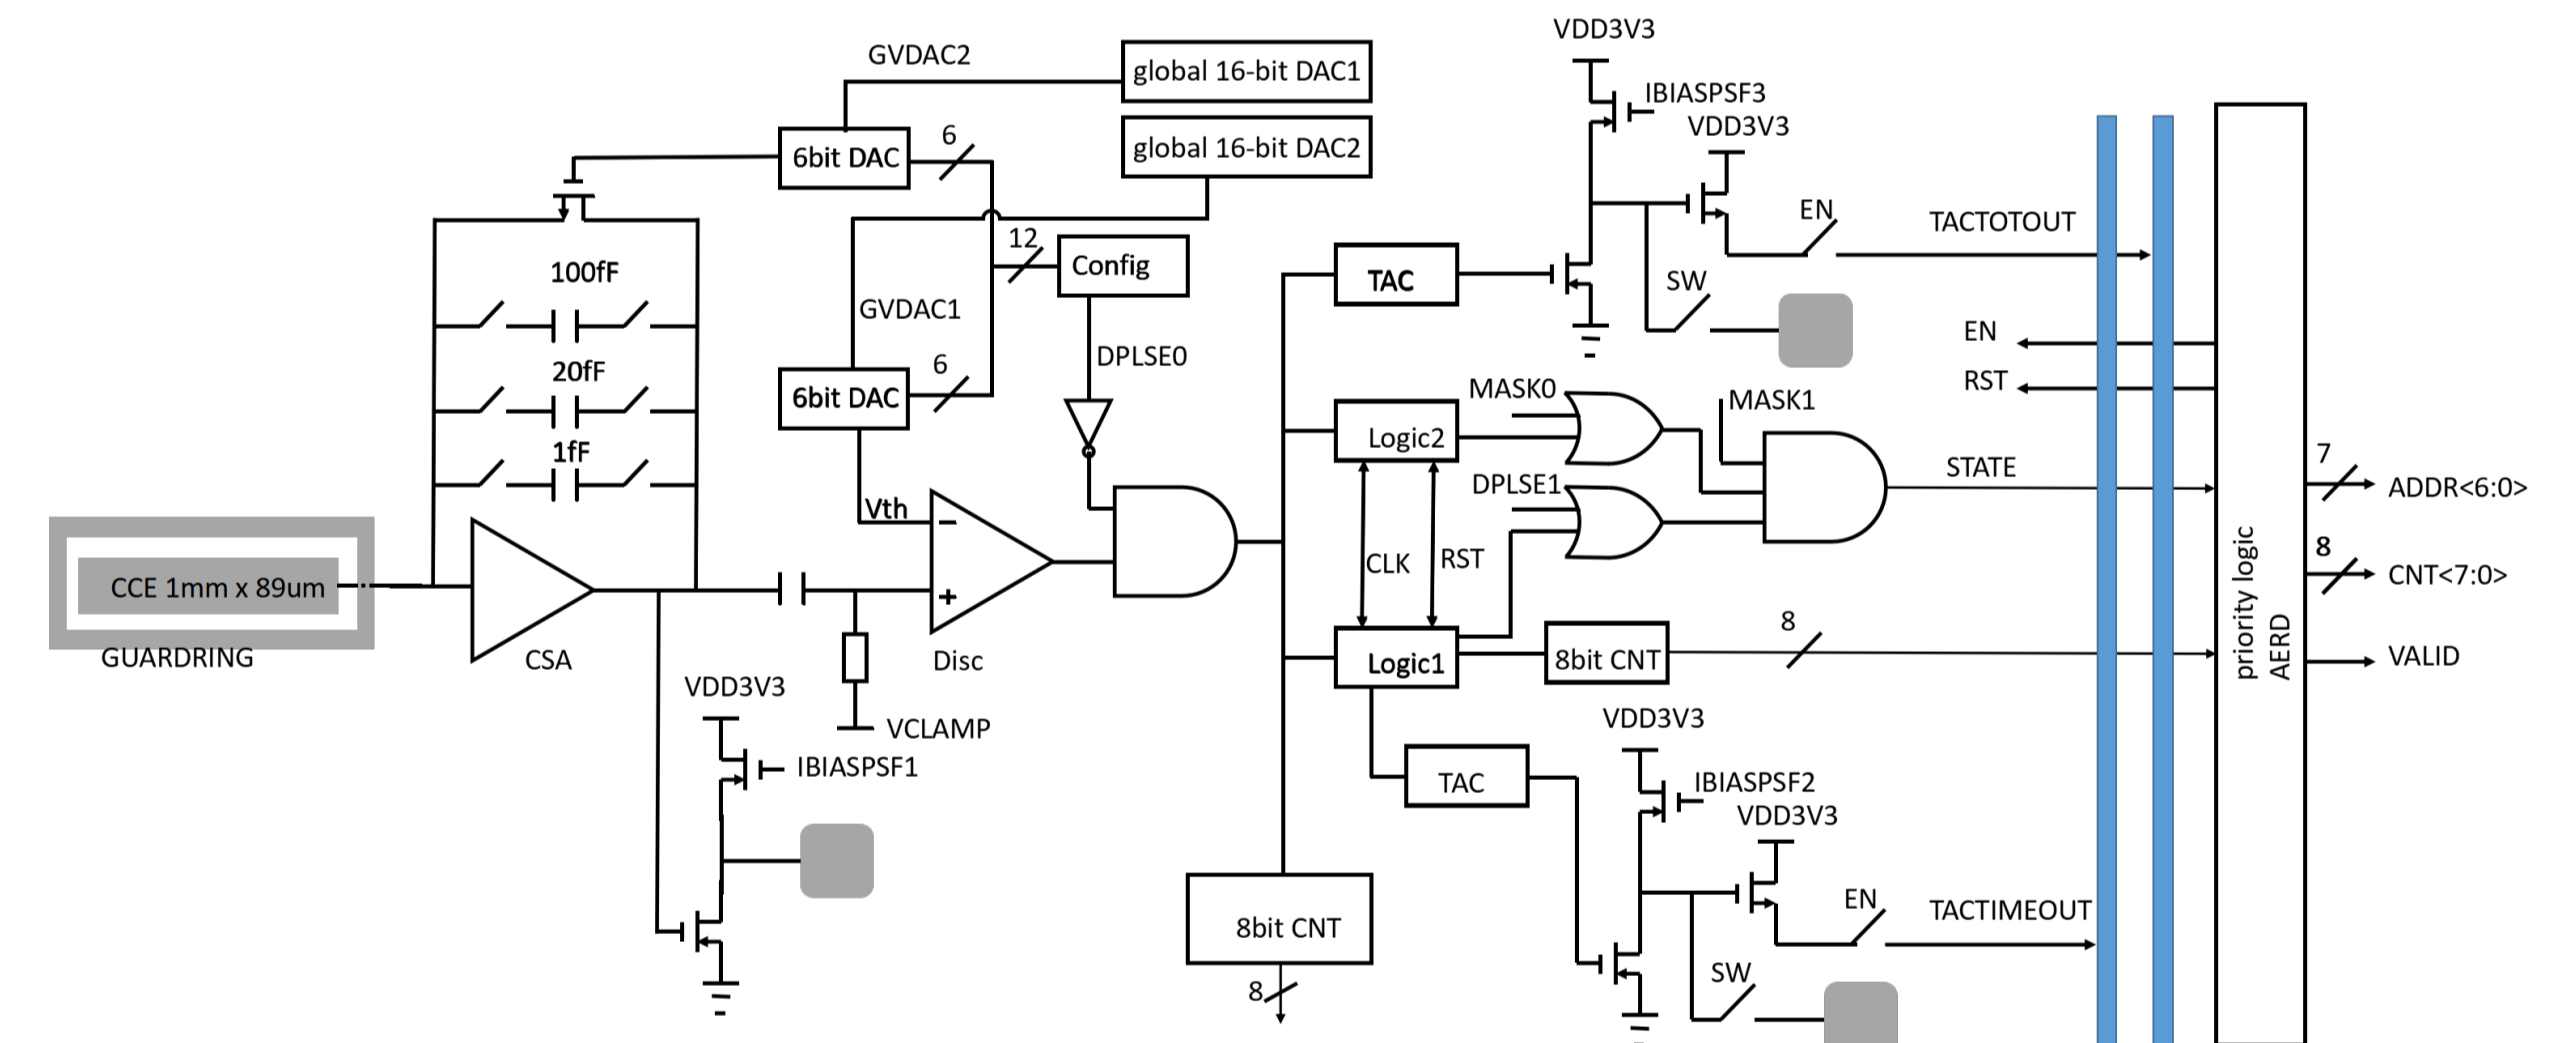 VDD3V3
GVDAC2
global 16-bit DAC1
IBIASPSF3
VDD3V3
6
6bit DAC
global 16-bit DAC2
EN
TACTOTOUT
12
Config
100fF
TAC
SW
GVDAC1
EN
DPLSE0
20fF
6
RST
6bit DAC
MASK0
MASK1
Logic2
1fF
7
STATE
DPLSE1
ADDR<6:0>
Vth
−
CLK
RST
8
CNT<7:0>
CCE 1mm x 89um
+
priority logic
AERD
8
GUARDRING
CSA
Disc
Logic1
8bit CNT
VALID
VDD3V3
VCLAMP
VDD3V3
IBIASPSF1
TAC
IBIASPSF2
VDD3V3
EN
TACTIMEOUT
8bit CNT
SW
8